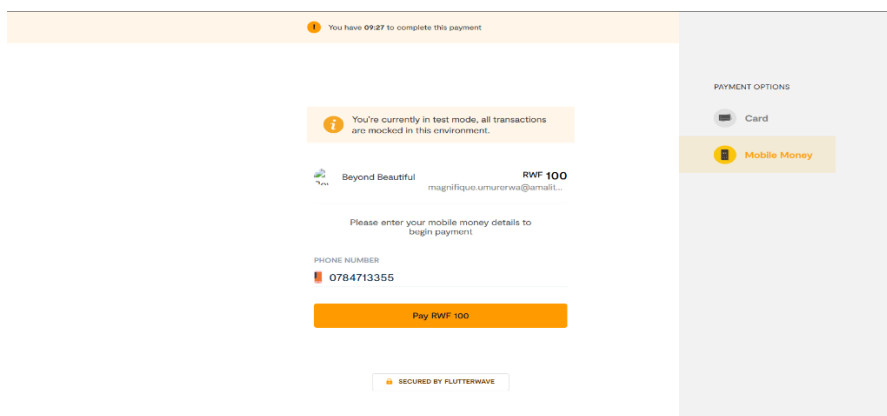 You have 09:27 to complete this payment
PAYMENT OPTIONS
Card
Mobile Money
You're currently in test mode, all transactions
are mocked in this environment.
Beyond Beautiful
RWF 100
magnifique.umurerwa@amalit...
Please enter your mobile money details to
begin payment
PHONE NUMBER
0784713355
Pay RWF 100
SECURED BY FLUTTERWAVE